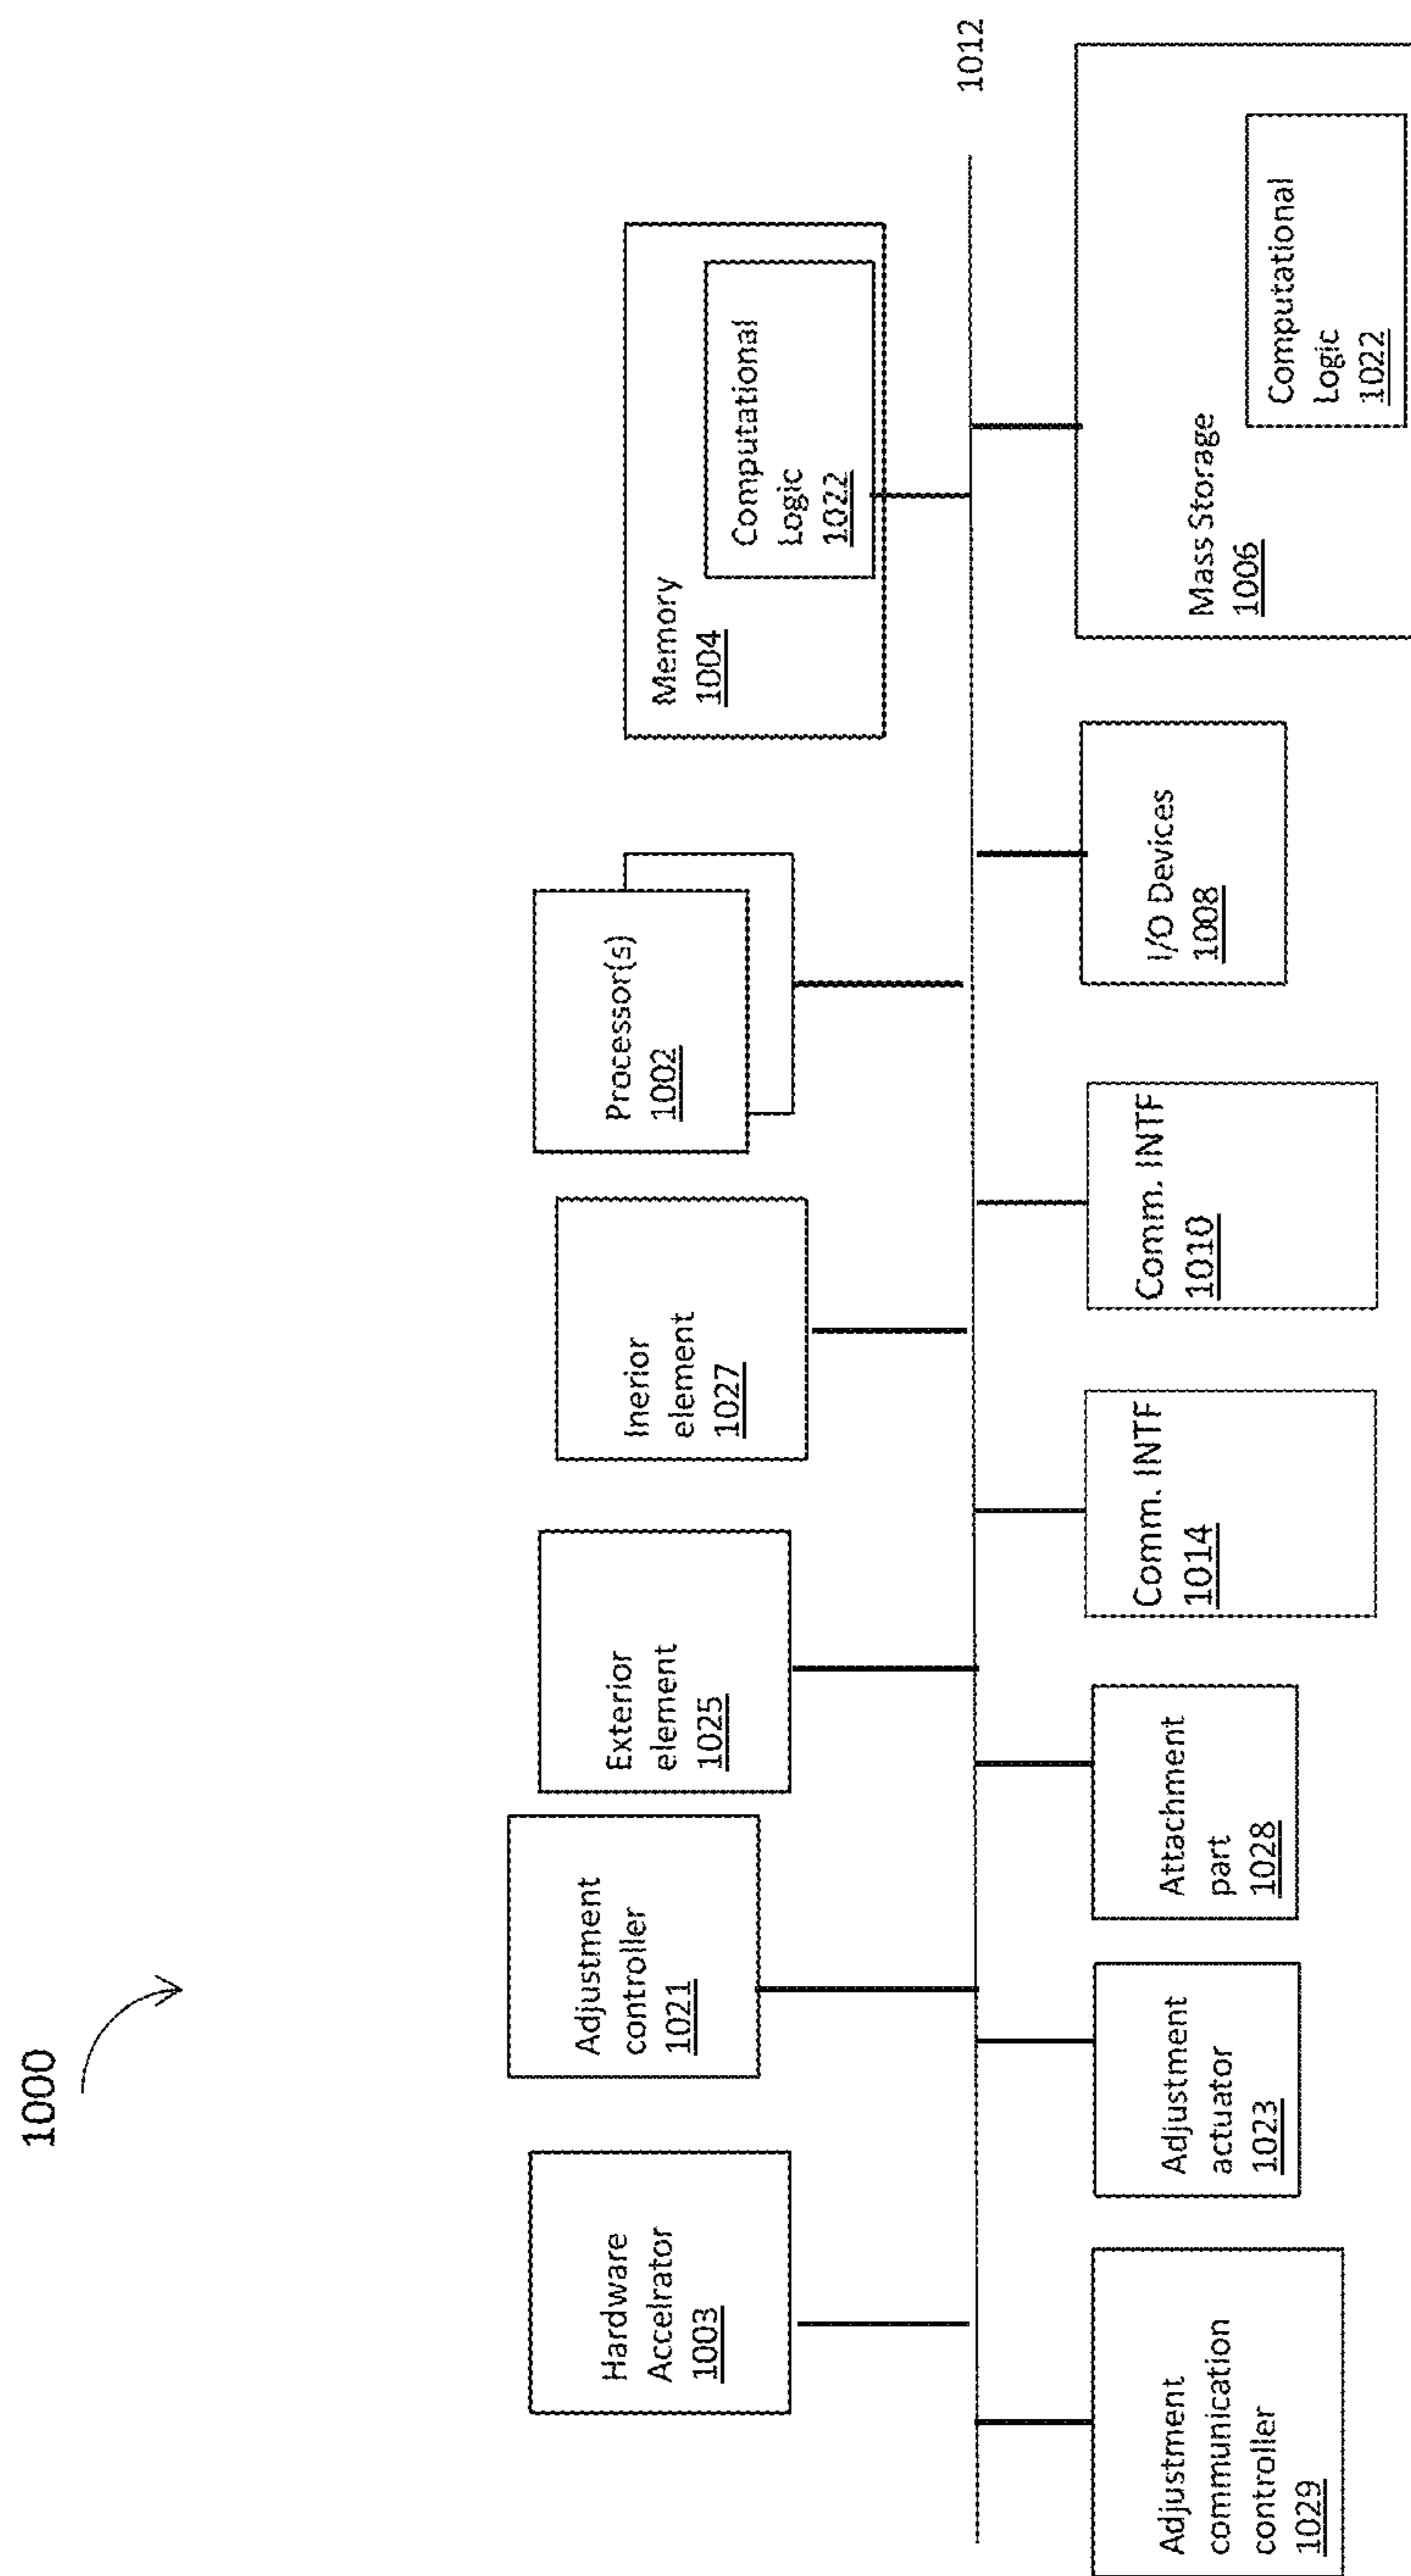 1000
Hardware
Accelrator
1003
Adjustment
controller
1021
Exterior
element
1025
Inerior
element
1027
Processor(s)
1002
Memory
1004
Computational
Logic
1022
1012
Adjustment
communication
controller
1029
Adjustment
actuator
1023
Attachment
part
1028
Comm. INTF
1014
Comm. INTF
1010
I/O Devices
1008
Mass Storage
1006
Computational
Logic
1022